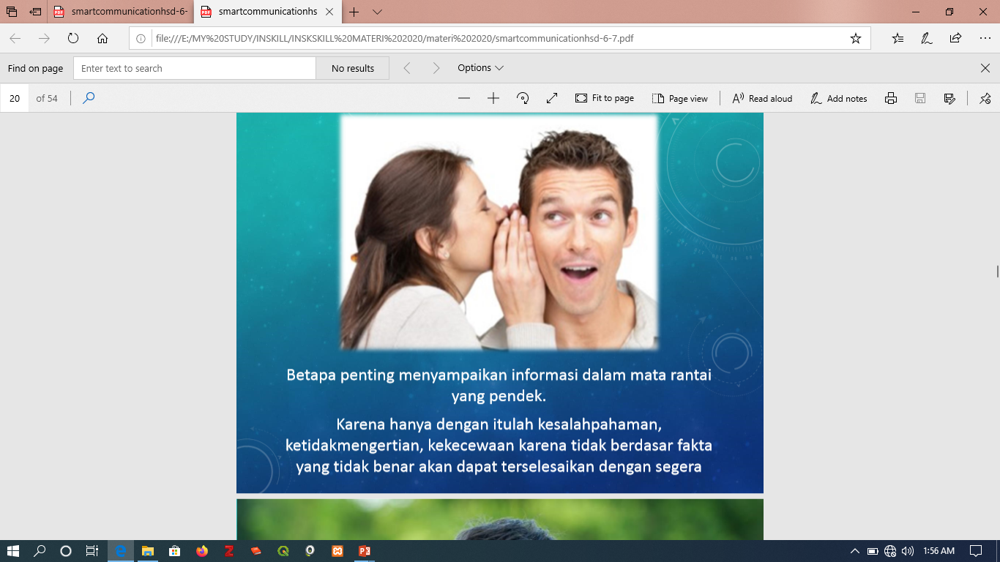 smartcommunicationhsd-6-
smartcommunicationhs
file:///E:/MY%20STUDY/INSKILL/INSKSKILL%20MATERI%202020/materi%202020/smartcommunicationhsd-6-7.pdf
Find on page
Enter text to search
No results
Options
20 of 54
Fit to page
Page view
Read aloud
Add notes
Betapa penting menyampaikan informasi dalam mata rantai
yang pendek.
Karena hanya dengan itulah kesalahpahaman,
ketidakmengertian, kekecewaan karena tidak berdasar fakta
yang tidak benar akan dapat terselesaikan dengan segera
1:56 AM